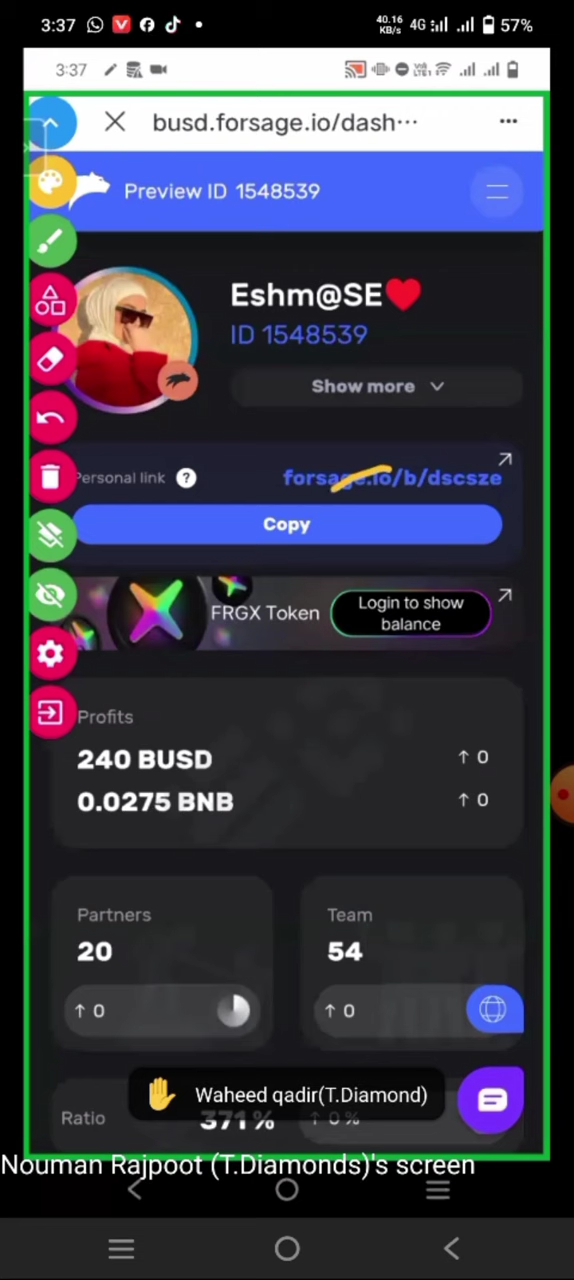 3:37
40.16 KB/s 4G 57%
3:37
busd.forsage.io/dash···
Preview ID 1548539
Eshm@SE❤️
ID 1548539
Show more
Personal link ?
forsage.io/b/dscsze
Copy
FRGX Token
Login to show
balance
Profits
240 BUSD ↑ 0
0.0275 BNB ↑ 0
Partners
20
↑ 0
Team
54
↑ 0
✋ Waheed qadir(T.Diamond)
Ratio 371% ↑ 0 %
Nouman Rajpoot (T.Diamonds)'s screen